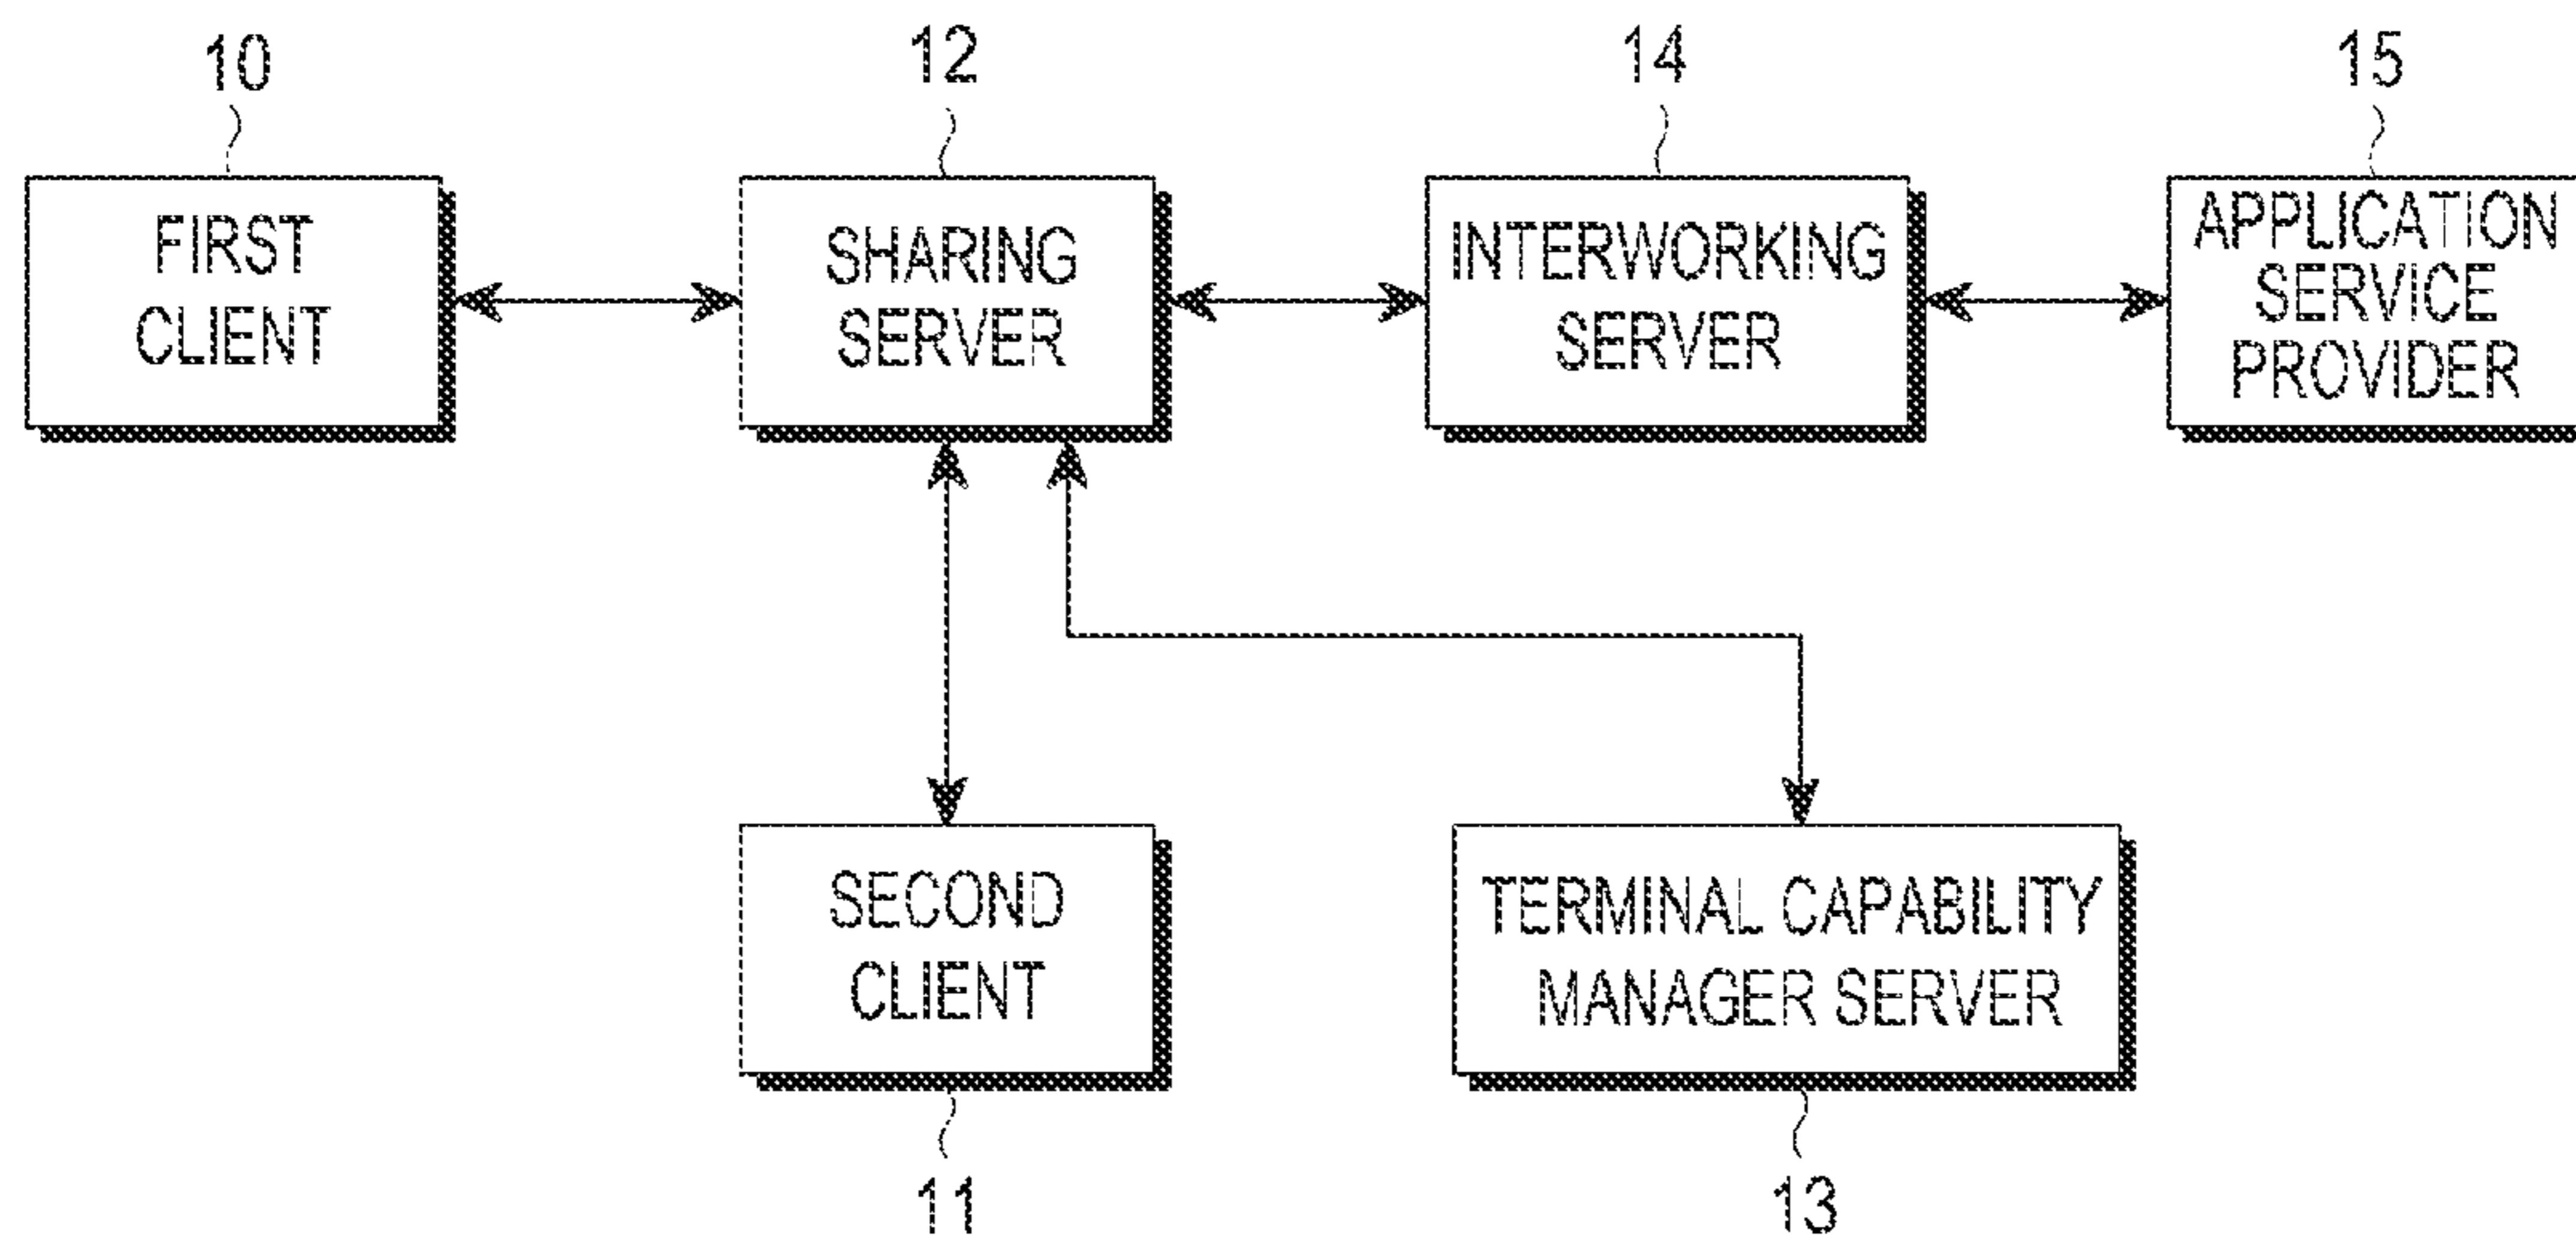 10
12
14
15
FIRST
CLIENT
SHARING
SERVER
INTERWORKING
SERVER
APPLICATION
SERVICE
PROVIDER
SECOND
CLIENT
TERMINAL CAPABILITY
MANAGER SERVER
11
13